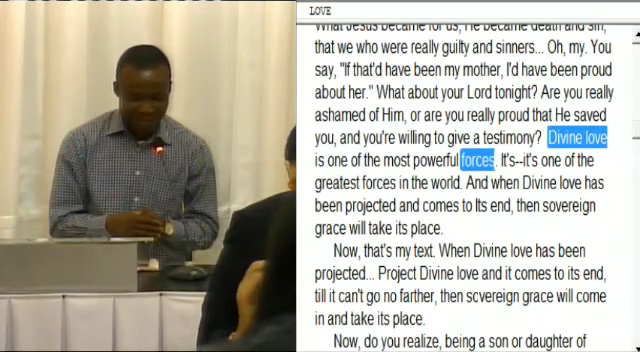 LOVE
What Jesus became for us, He became death and sin,
that we who were really guilty and sinners... Oh, my. You
say, "If that'd have been my mother, I'd have been proud
about her." What about your Lord tonight? Are you really
ashamed of Him, or are you really proud that He saved
you, and you're willing to give a testimony? Divine love
is one of the most powerful forces. It's--it's one of the
greatest forces in the world. And when Divine love has
been projected and comes to Its end, then sovereign
grace will take its place.
Now, that's my text. When Divine love has been
projected... Project Divine love and it comes to its end,
till it can't go no farther, then sovereign grace will come
in and take its place.
Now, do you realize, being a son or daughter of